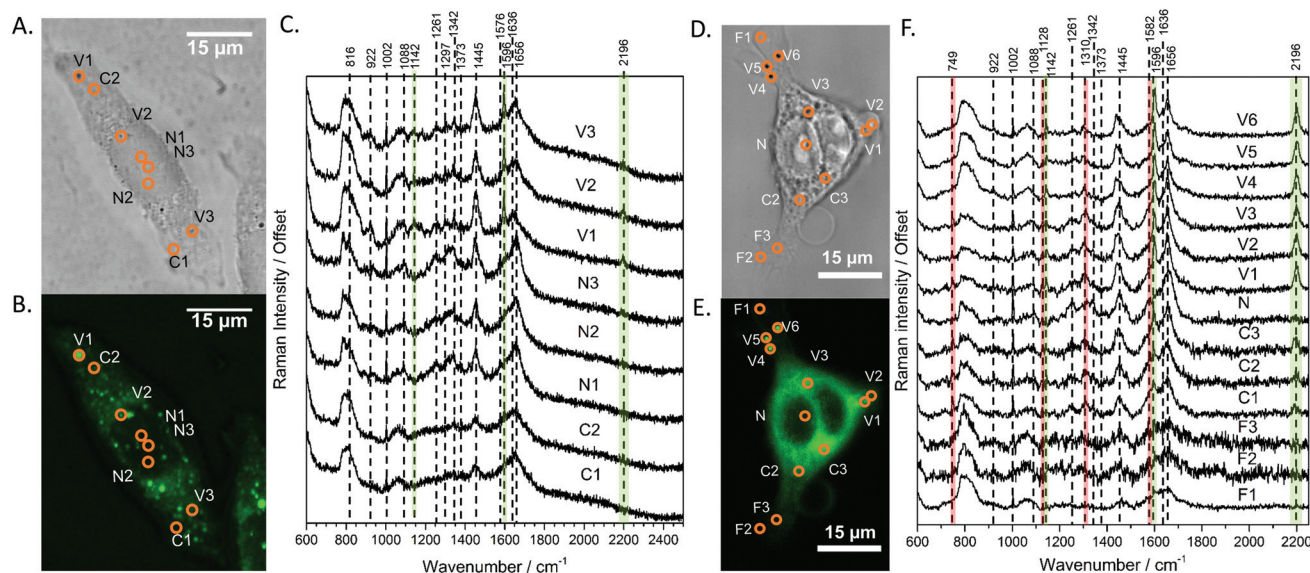 A.
15 µm
V1
C2
V2
N1
N3
N2
V3
C1
B.
15 µm
V1
C2
V2
N1
N3
N2
V3
C1
C.
816
922
1002
1088
1142
1261
1297
1342
1373
1445
1576
1596
1636
1656
2196
V3
V2
V1
N3
N2
N1
C2
C1
Raman Intensity / Offset
600 800 1000 1200 1400 1600 1800 2000 2200 2400
Wavenumber / cm⁻¹
D.
F1
V6
V5
V4
V3
V2
N
V1
C2
C3
F3
F2
15 µm
E.
F1
V6
V5
V4
V3
V2
N
V1
C2
C3
F3
F2
15 µm
F.
749
922
1002
1088
1128
1142
1261
1310
1342
1373
1445
1582
1596
1636
1656
2196
V6
V5
V4
V3
V2
V1
N
C3
C2
C1
F3
F2
F1
Raman intensity / Offset
600 800 1000 1200 1400 1600 1800 2000 2200
Wavenumber / cm⁻¹